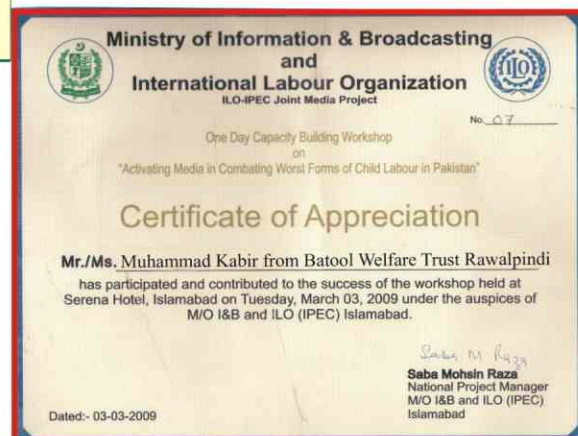 Ministry of Information & Broadcasting
and
International Labour Organization
ILO-IPEC Joint Media Project
ILO
No. 07
One Day Capacity Building Workshop
on
"Activating Media in Combating Worst Forms of Child Labour in Pakistan"
Certificate of Appreciation
Mr./Ms. Muhammad Kabir from Batool Welfare Trust Rawalpindi
has participated and contributed to the success of the workshop held at
Serena Hotel, Islamabad on Tuesday, March 03, 2009 under the auspices of
M/O I&B and ILO (IPEC) Islamabad.
Saba M Raza
Saba Mohsin Raza
National Project Manager
M/O I&B and ILO (IPEC)
Islamabad
Dated:- 03-03-2009